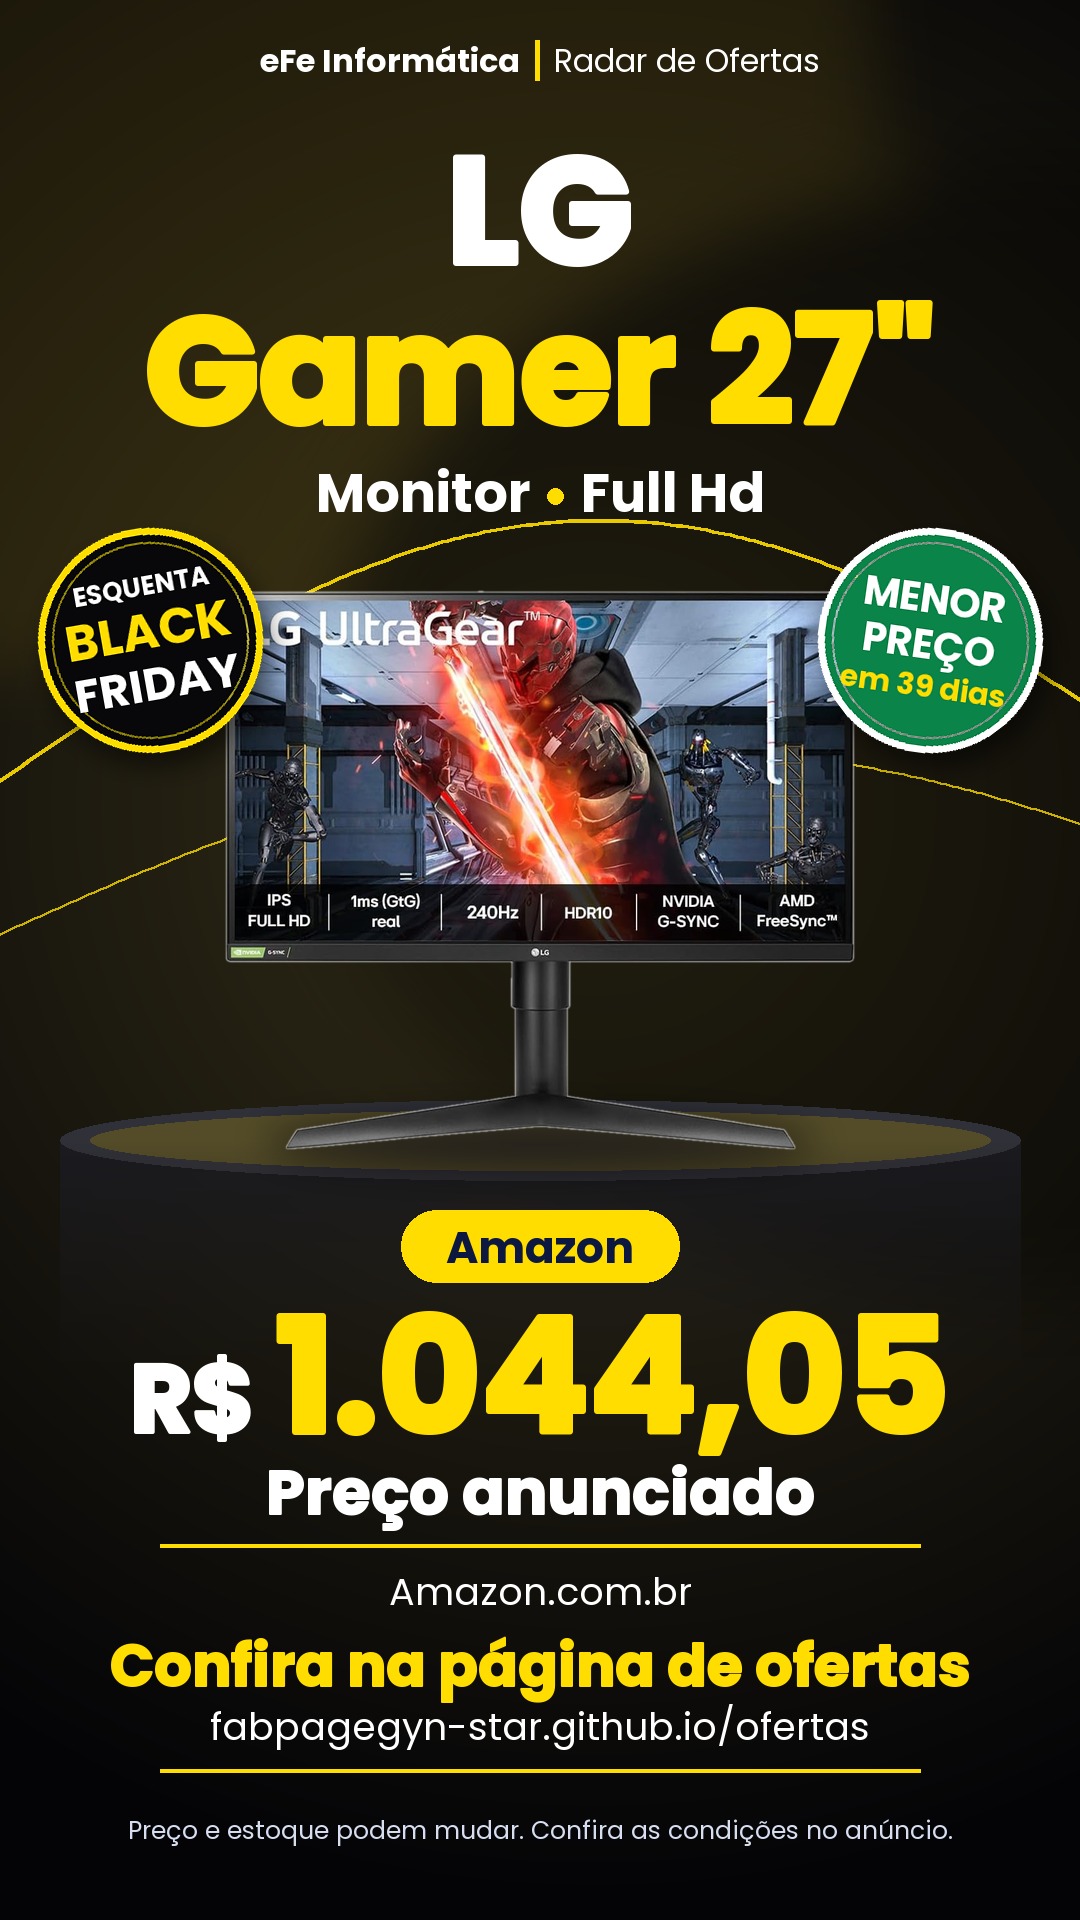 eFe Informática | Radar de Ofertas
LG
Gamer 27"
Monitor • Full Hd
ESQUENTA
BLACK
FRIDAY
MENOR
PREÇO
em 39 dias
LG UltraGear™
IPS
FULL HD
1ms (GtG)
real
240Hz
HDR10
NVIDIA
G-SYNC
AMD
FreeSync™
NVIDIA G-SYNC
LG
Amazon
R$ 1.044,05
Preço anunciado
Amazon.com.br
Confira na página de ofertas
fabpagegyn-star.github.io/ofertas
Preço e estoque podem mudar. Confira as condições no anúncio.